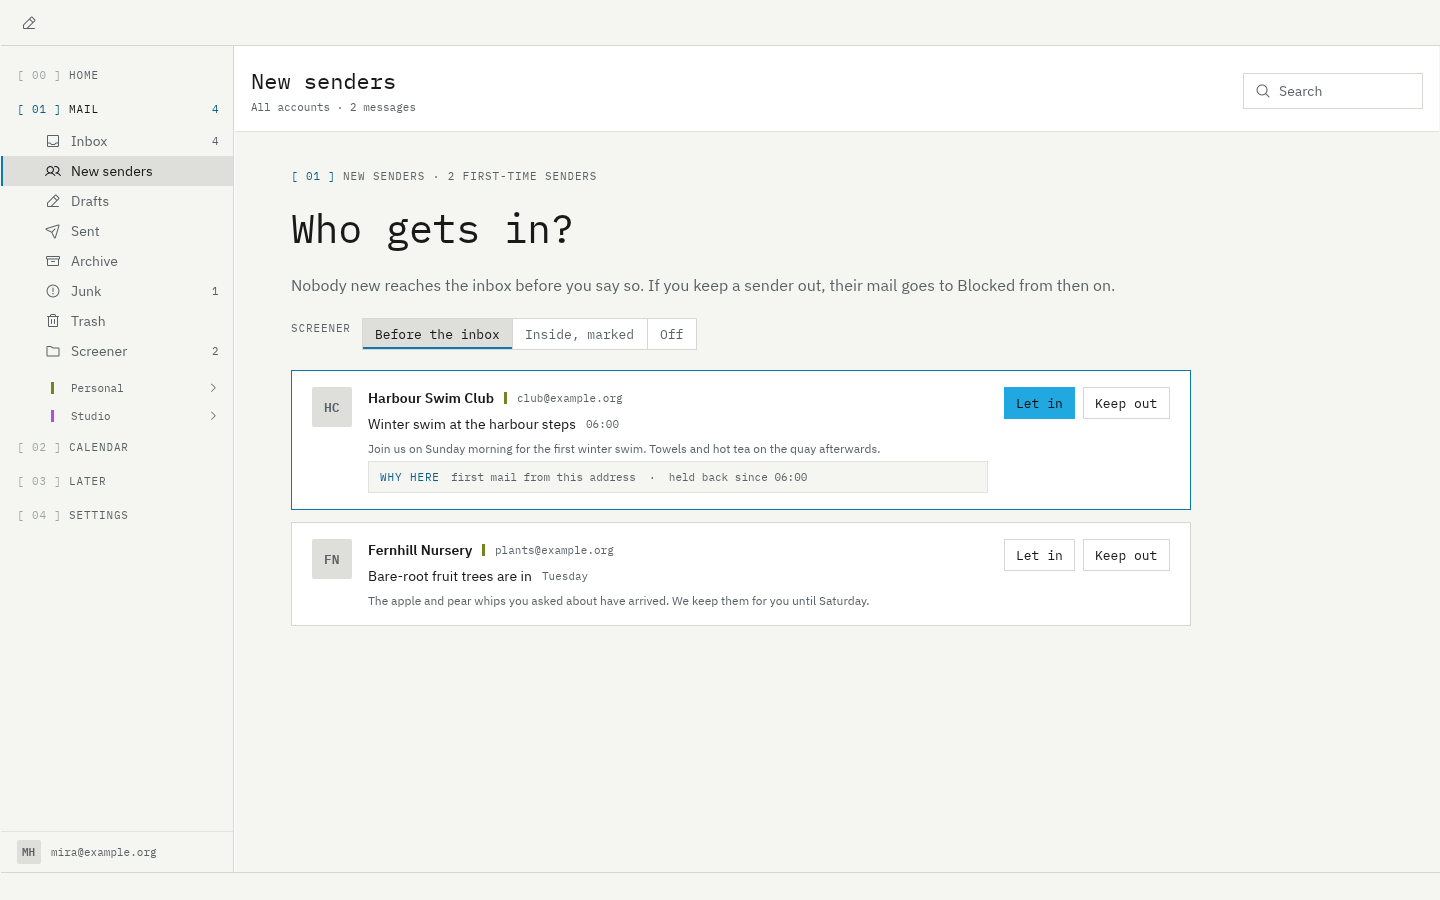 [ 00 ] HOME
[ 01 ] MAIL 4
Inbox 4
New senders
Drafts
Sent
Archive
Junk 1
Trash
Screener 2
Personal
Studio
[ 02 ] CALENDAR
[ 03 ] LATER
[ 04 ] SETTINGS
MH mira@example.org
New senders
All accounts · 2 messages
Search
[ 01 ] NEW SENDERS · 2 FIRST-TIME SENDERS
Who gets in?
Nobody new reaches the inbox before you say so. If you keep a sender out, their mail goes to Blocked from then on.
SCREENER Before the inbox Inside, marked Off
HC Harbour Swim Club club@example.org Let in Keep out
Winter swim at the harbour steps 06:00
Join us on Sunday morning for the first winter swim. Towels and hot tea on the quay afterwards.
WHY HERE first mail from this address · held back since 06:00
FN Fernhill Nursery plants@example.org Let in Keep out
Bare-root fruit trees are in Tuesday
The apple and pear whips you asked about have arrived. We keep them for you until Saturday.